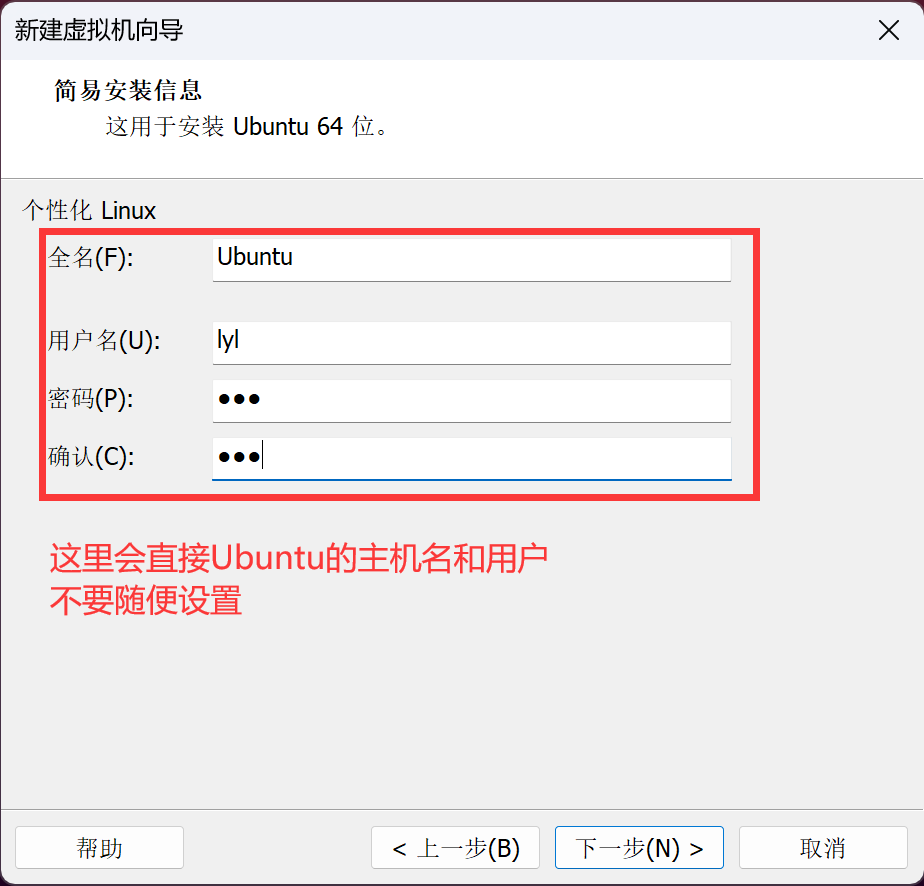 新建虚拟机向导
简易安装信息
这用于安装 Ubuntu 64 位。
个性化 Linux
全名(F): Ubuntu
用户名(U): lyl
密码(P): ●●●
确认(C): ●●●
这里会直接Ubuntu的主机名和用户
不要随便设置
帮助 < 上一步(B) 下一步(N) > 取消